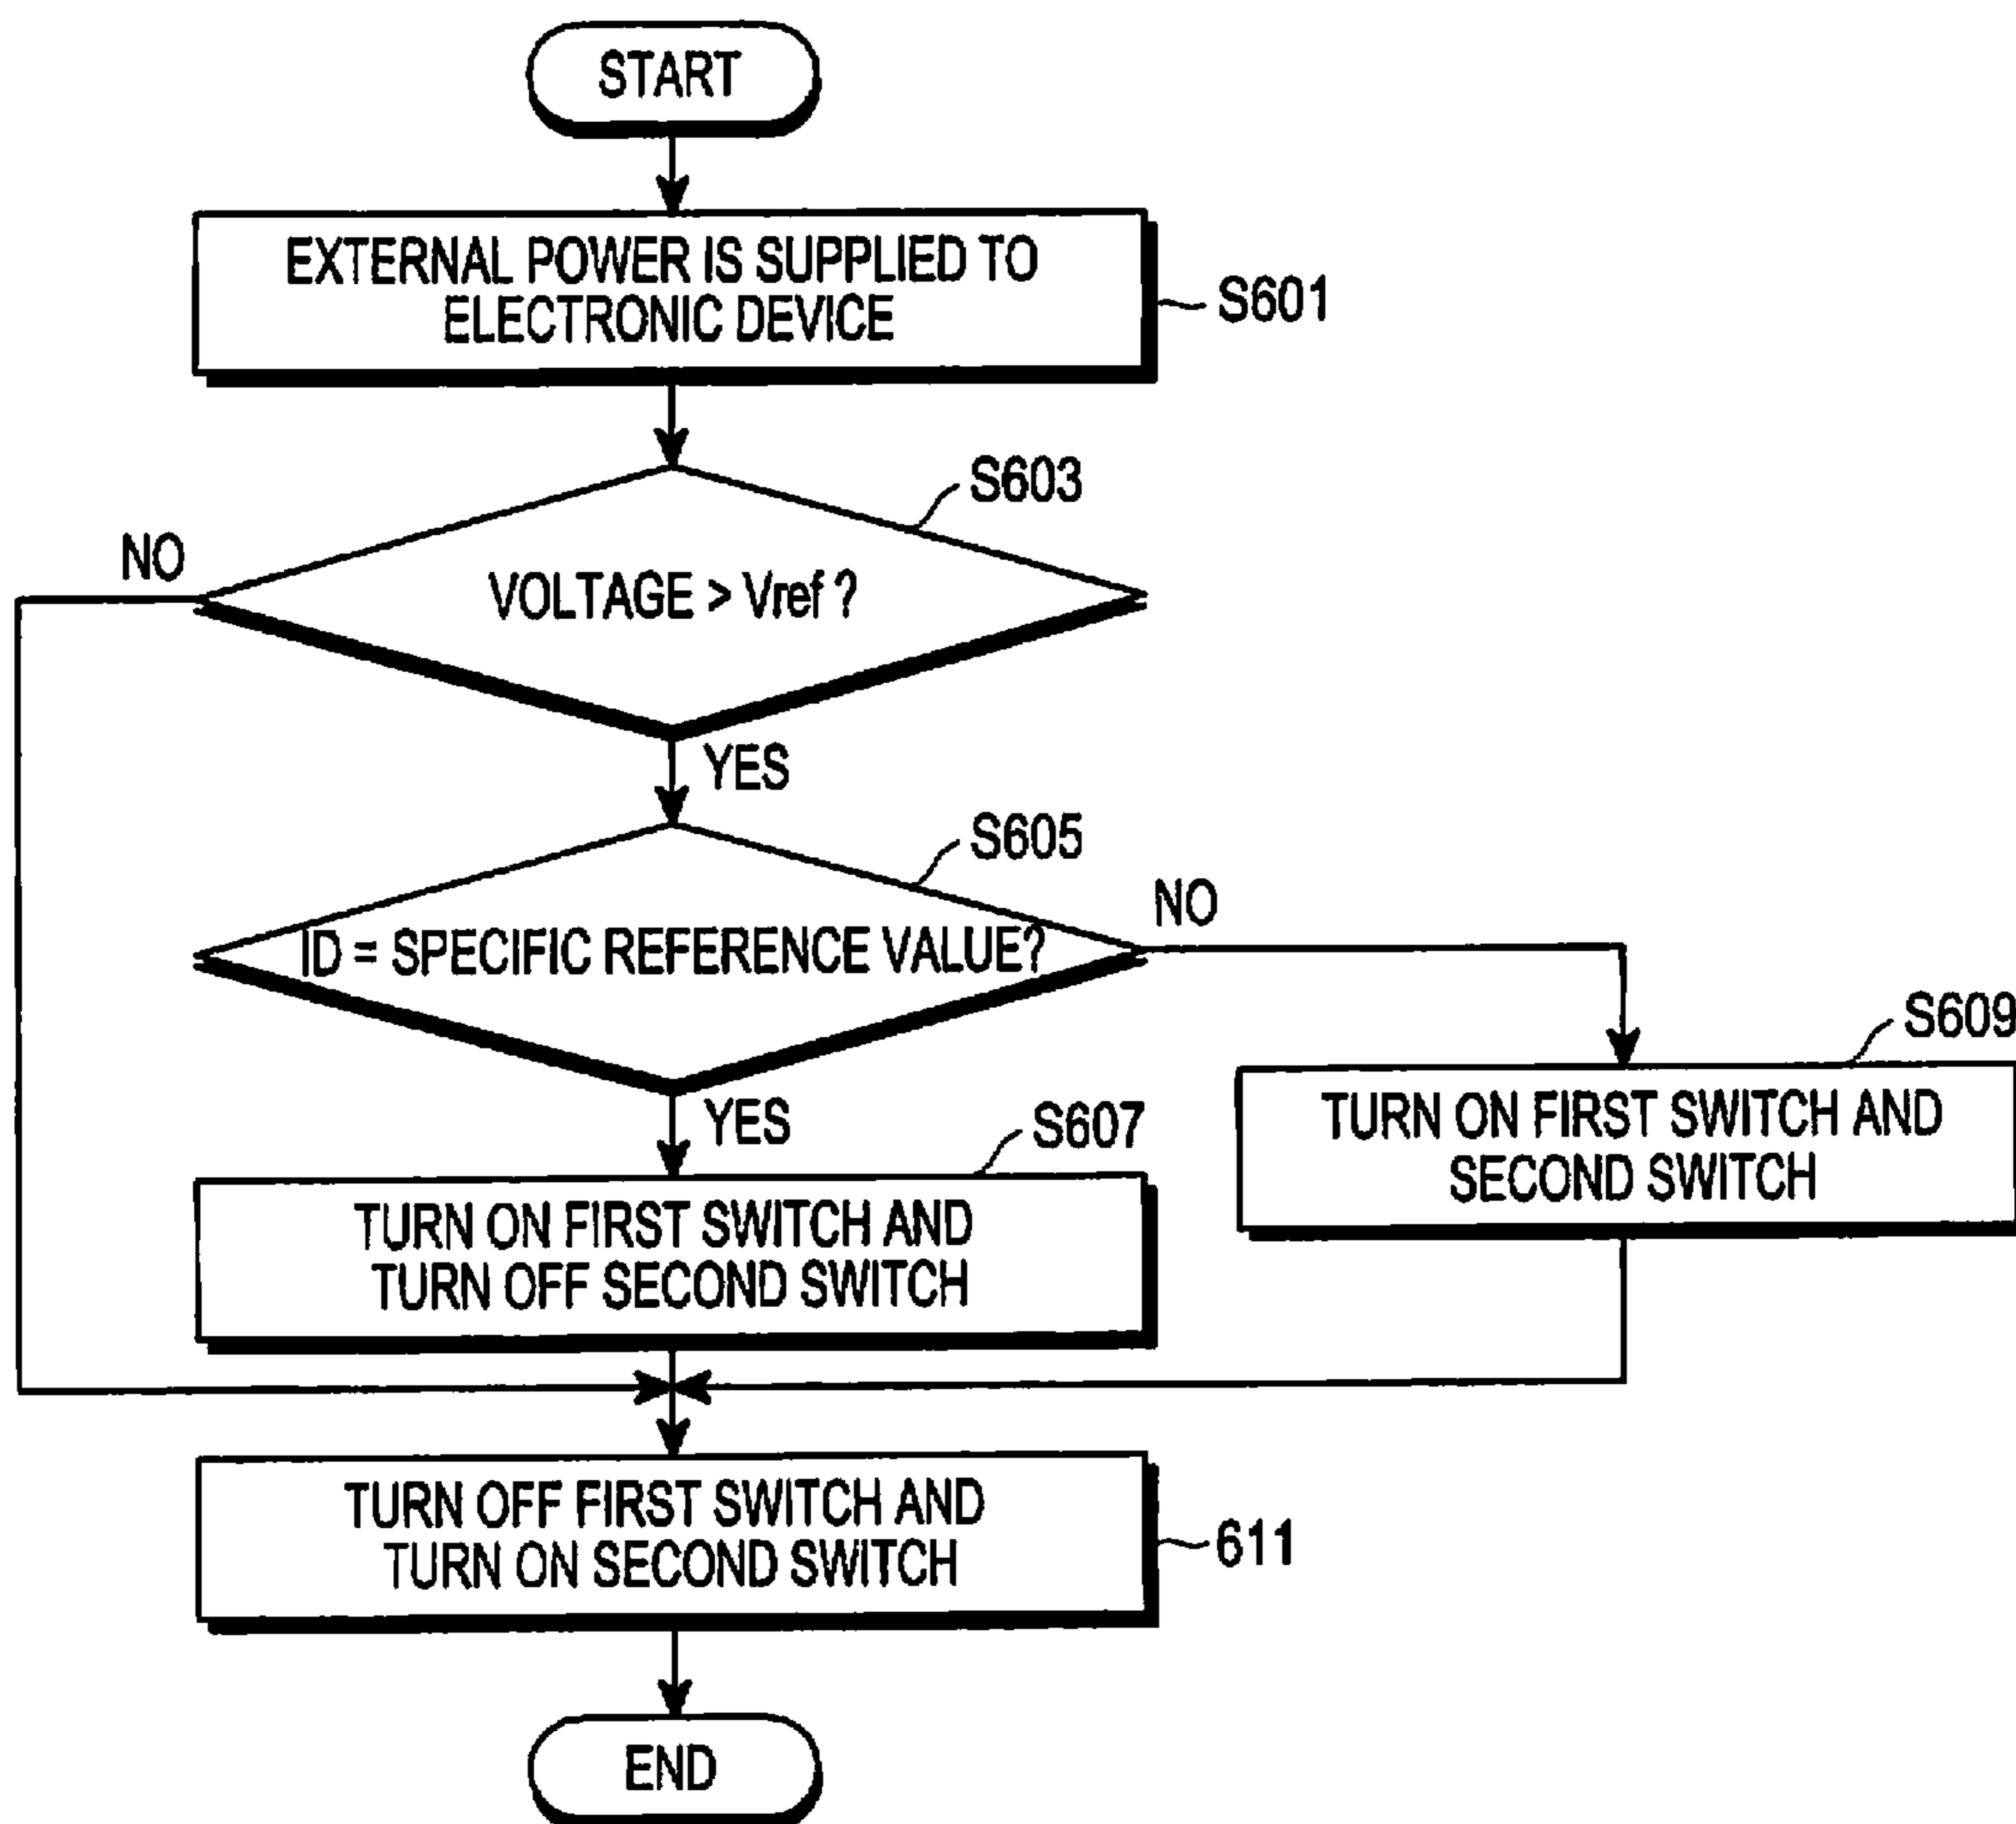 START
EXTERNAL POWER IS SUPPLIED TO
ELECTRONIC DEVICE
S601
S603
NO
VOLTAGE > Vref ?
YES
S605
NO
ID = SPECIFIC REFERENCE VALUE?
S609
YES
S607
TURN ON FIRST SWITCH AND
SECOND SWITCH
TURN ON FIRST SWITCH AND
TURN OFF SECOND SWITCH
TURN OFF FIRST SWITCH AND
TURN ON SECOND SWITCH
611
END